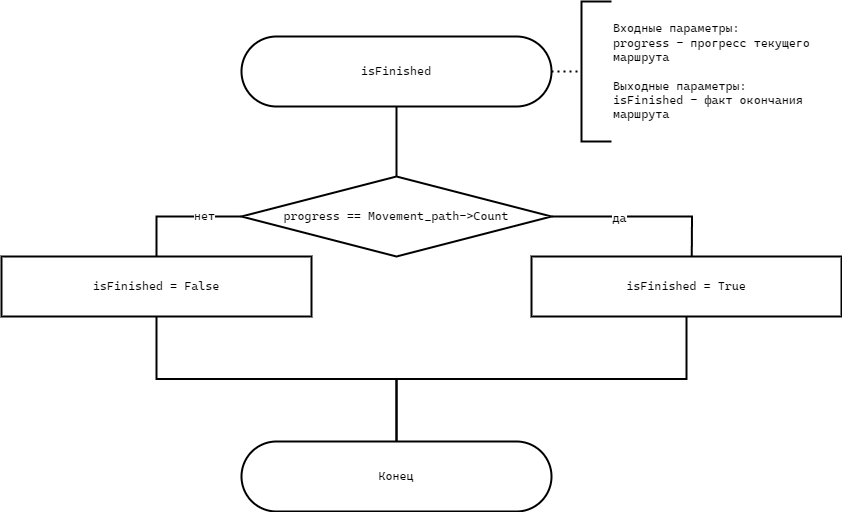 isFinished
Входные параметры:
progress - прогресс текущего
маршрута
Выходные параметры:
isFinished - факт окончания
маршрута
progress == Movement_path->Count
нет
да
isFinished = False
isFinished = True
Конец